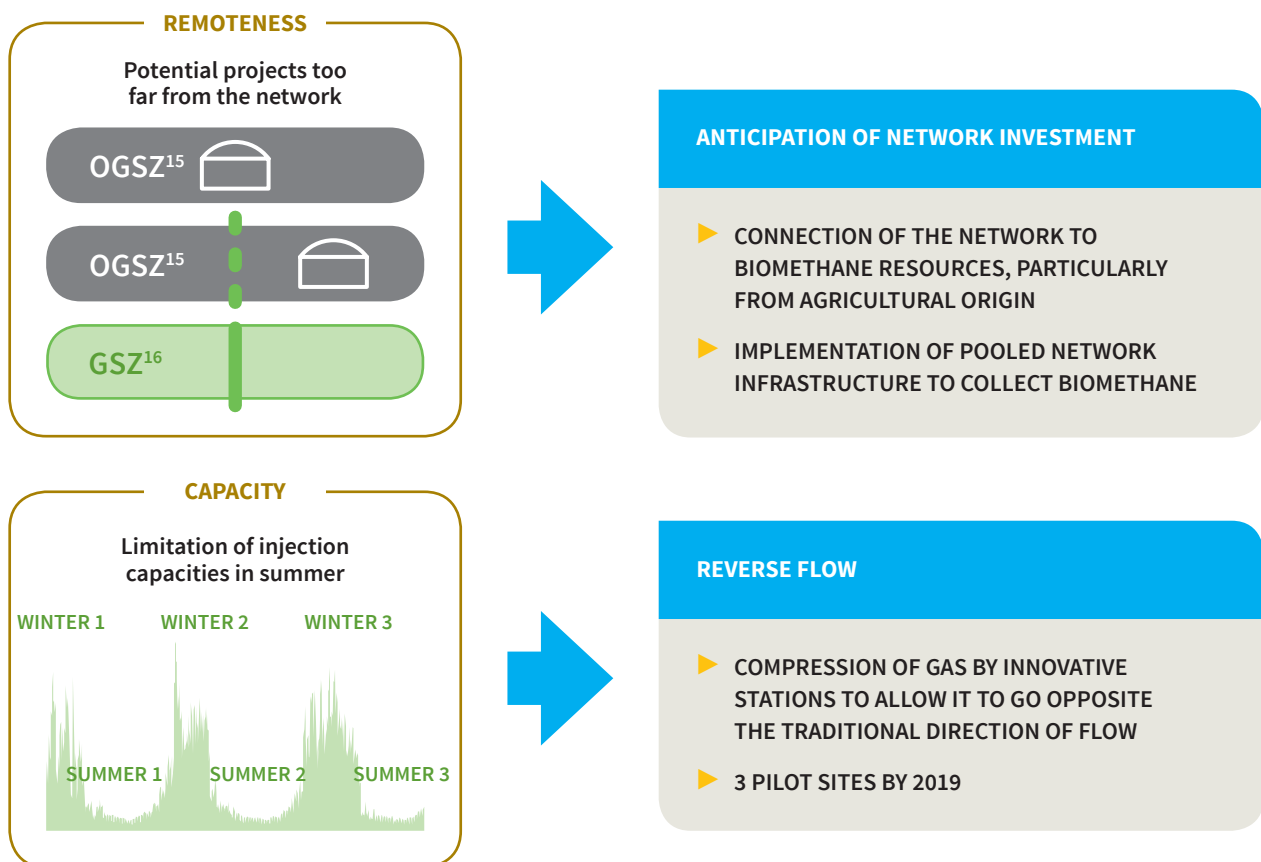 REMOTENESS
Potential projects too
far from the network
OGSZ15
OGSZ15
GSZ16
ANTICIPATION OF NETWORK INVESTMENT
CONNECTION OF THE NETWORK TO
BIOMETHANE RESOURCES, PARTICULARLY
FROM AGRICULTURAL ORIGIN
IMPLEMENTATION OF POOLED NETWORK
INFRASTRUCTURE TO COLLECT BIOMETHANE
CAPACITY
Limitation of injection
capacities in summer
WINTER 1 WINTER 2 WINTER 3
SUMMER 1 SUMMER 2 SUMMER 3
REVERSE FLOW
COMPRESSION OF GAS BY INNOVATIVE
STATIONS TO ALLOW IT TO GO OPPOSITE
THE TRADITIONAL DIRECTION OF FLOW
3 PILOT SITES BY 2019